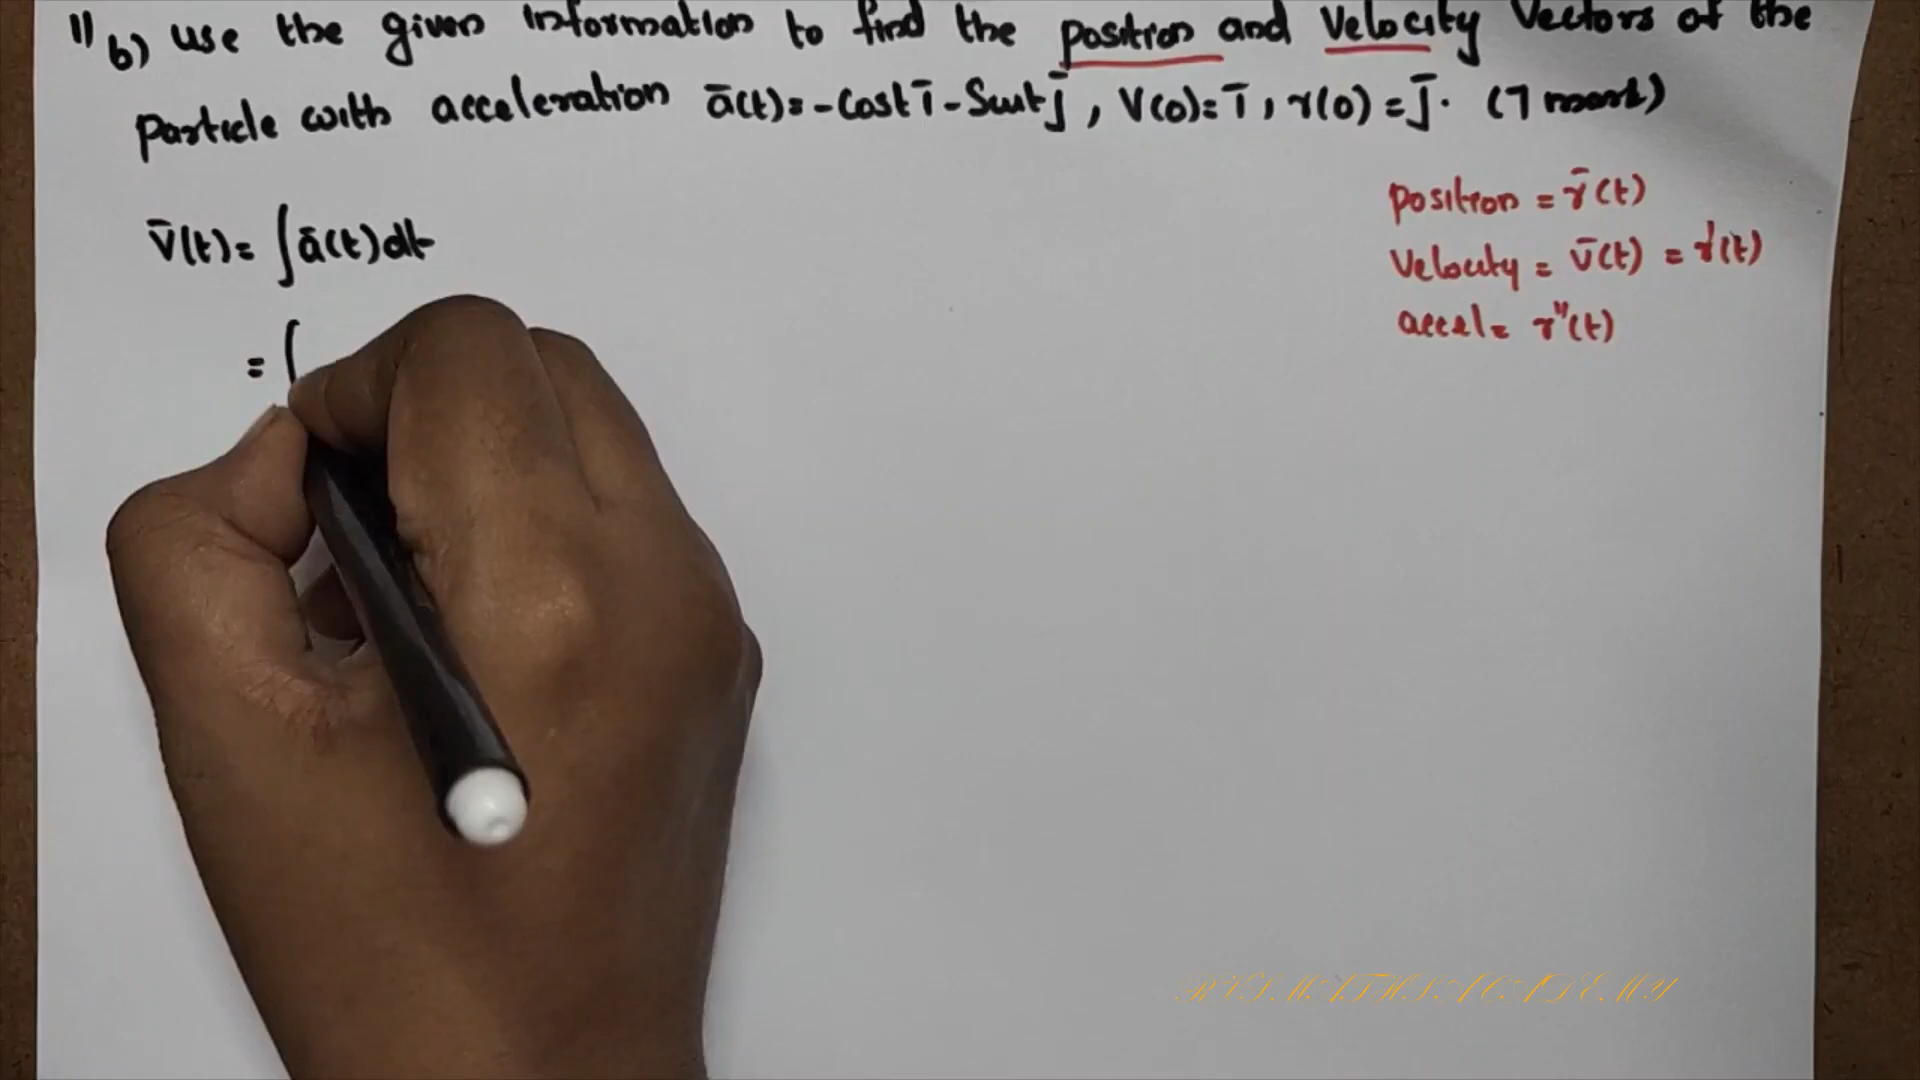 11 b) use the given information to find the position and velocity vectors of the
particle with acceleration ā(t)=-Cost ī - Sint j̄, V(0)= ī, r(0) = j̄. (7 mark)
position = r̄(t)
v̄(t)= ∫ā(t)dt
Velocity = v̄(t) = r'(t)
accel= r"(t)
= ∫
RVSMATHSACADEMY